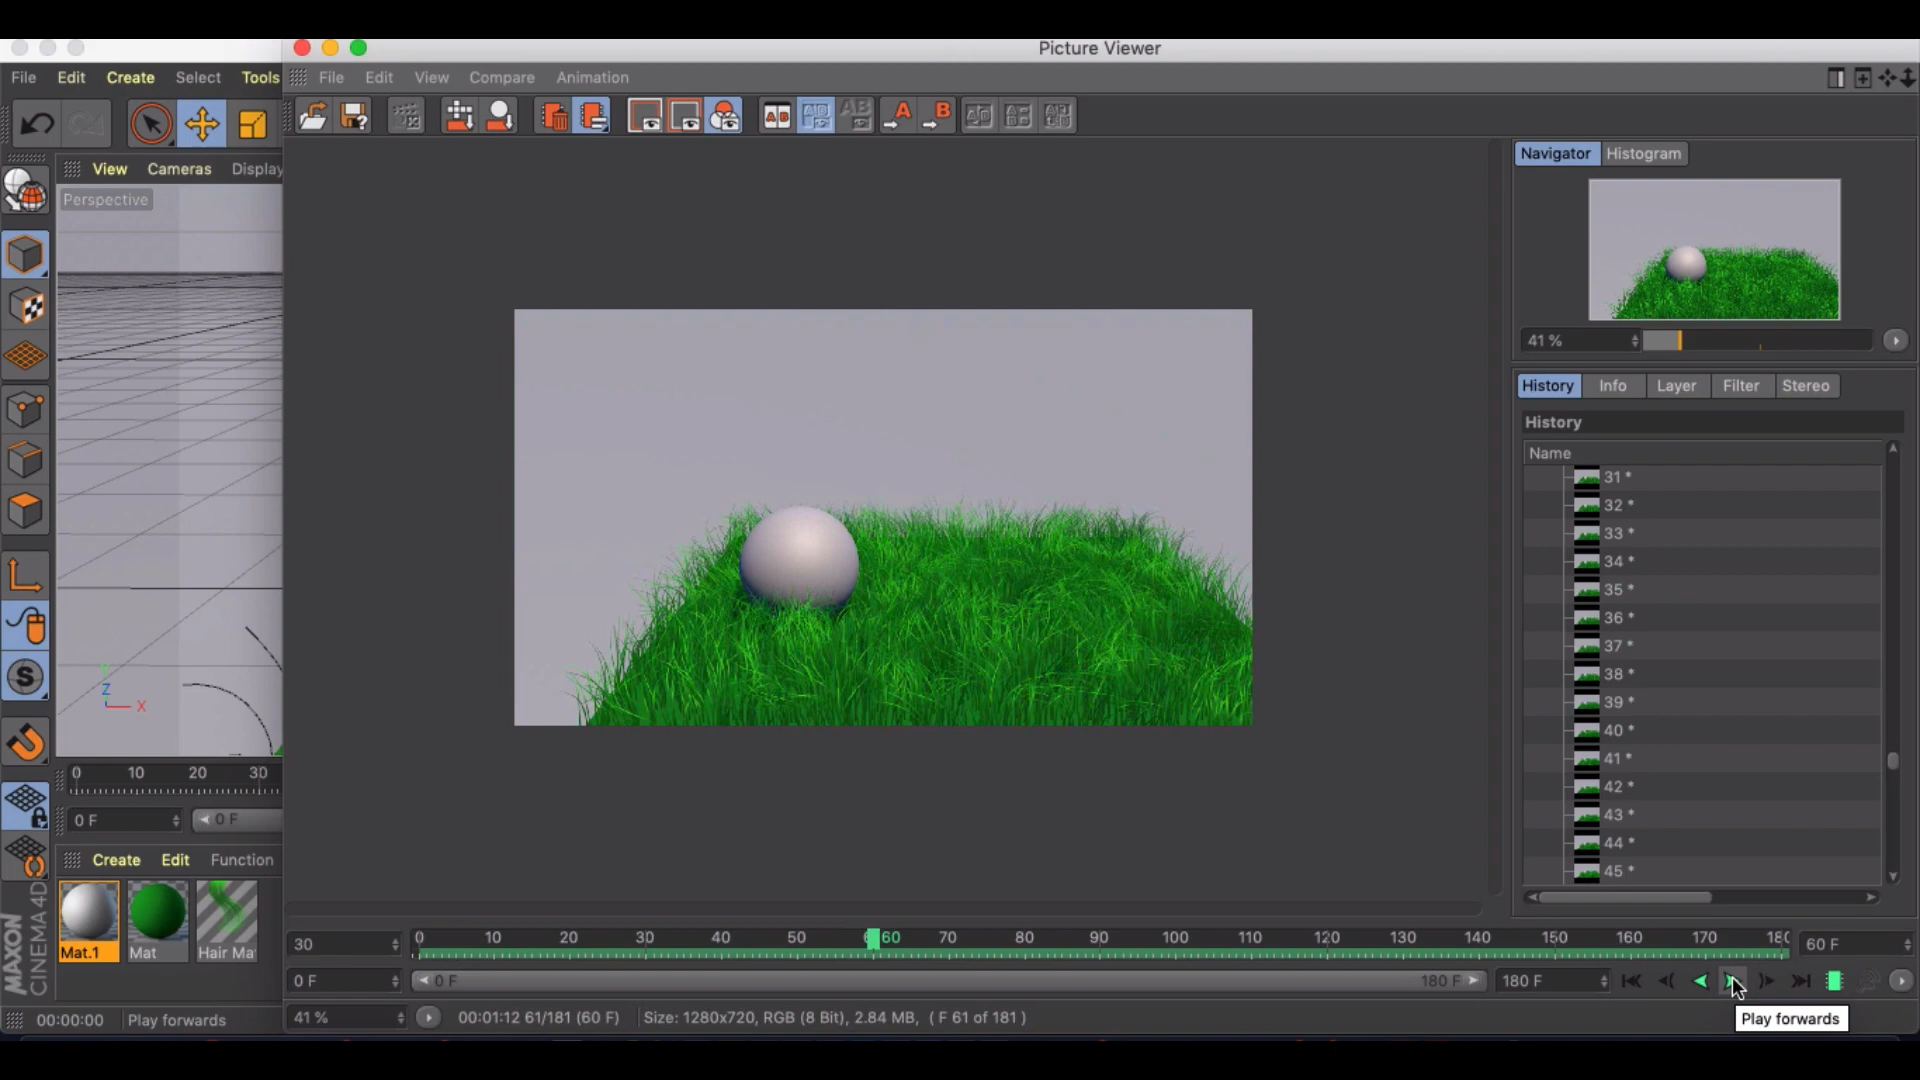 Picture Viewer
File Edit Create Select Tools
File Edit View Compare Animation
View Cameras Display
Perspective
Navigator Histogram
41 %
History Info Layer Filter Stereo
History
Name
31 *
32 *
33 *
34 *
35 *
36 *
37 *
38 *
39 *
40 *
41 *
42 *
43 *
44 *
45 *
Z X
0 10 20 30
0 F 0 F
Create Edit Function
Mat.1 Mat Hair Ma
MAXON
CINEMA 4D
30 0 10 20 30 40 50 60 70 80 90 100 110 120 130 140 150 160 170 60 F
0 F 0 F 180 F 180 F
00:00:00 Play forwards
41 % 00:01:12 61/181 (60 F) Size: 1280x720, RGB (8 Bit), 2.84 MB, ( F 61 of 181 )
Play forwards